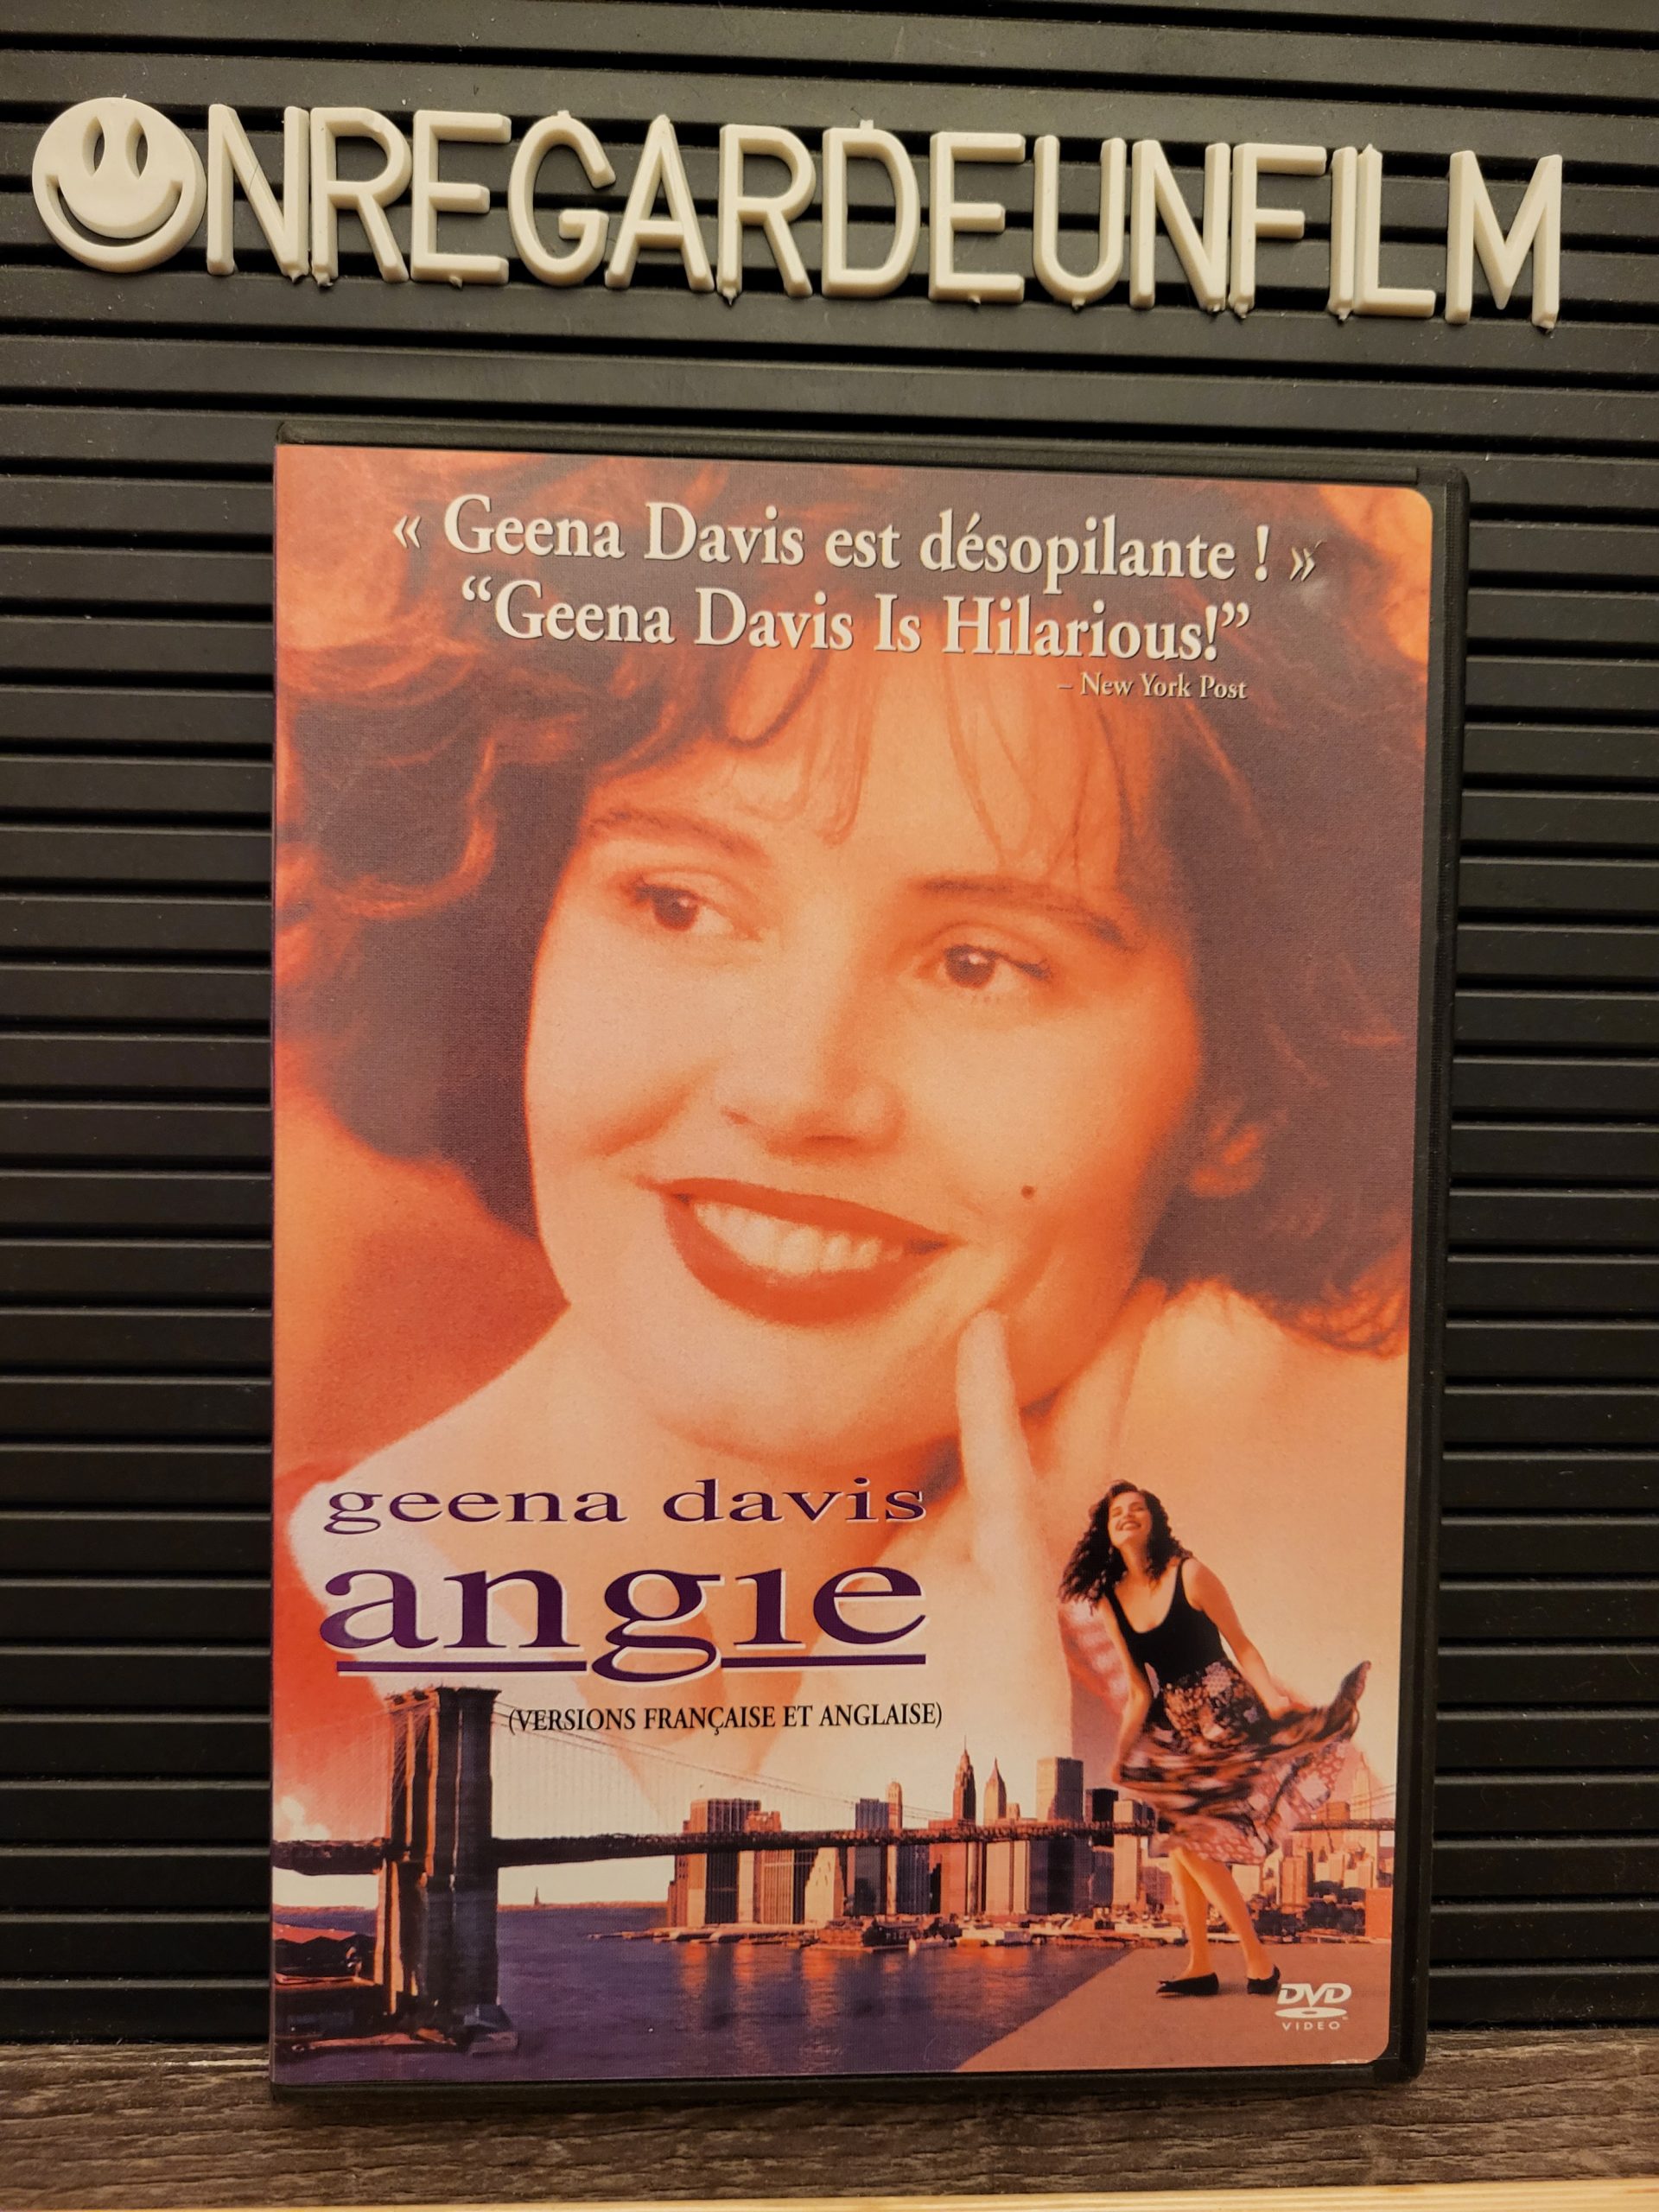 ONREGARDEUNFILM
« Geena Davis est désopilante ! »
“Geena Davis Is Hilarious!”
– New York Post
geena davis
angie
(VERSIONS FRANÇAISE ET ANGLAISE)
DVD
VIDEO